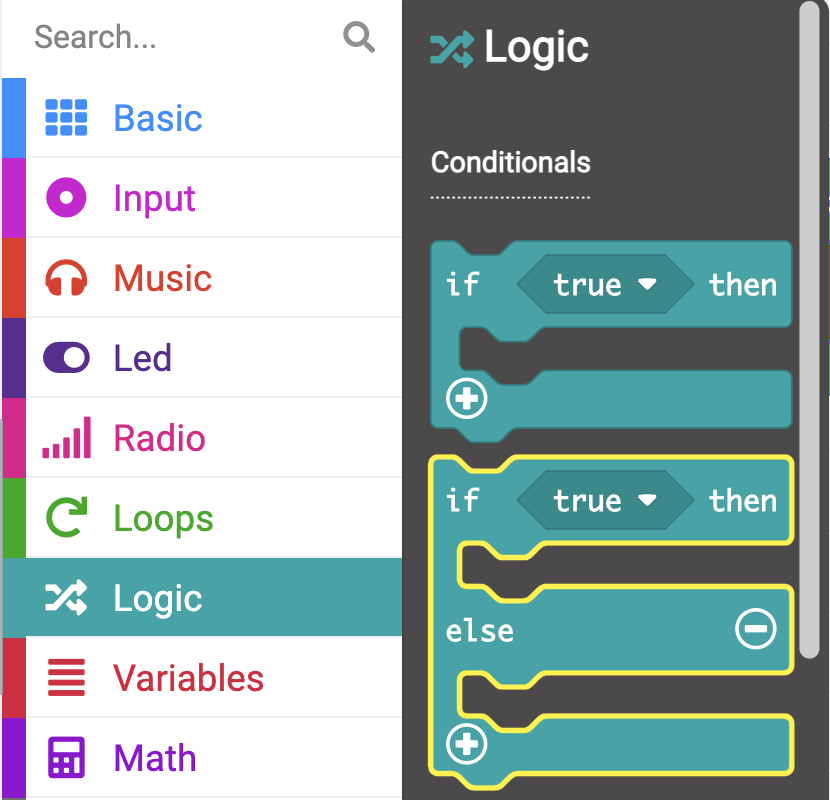 Search...
Basic
Input
Music
Led
Radio
Loops
Logic
Variables
Math
Logic
Conditionals
if true then
if true then
else